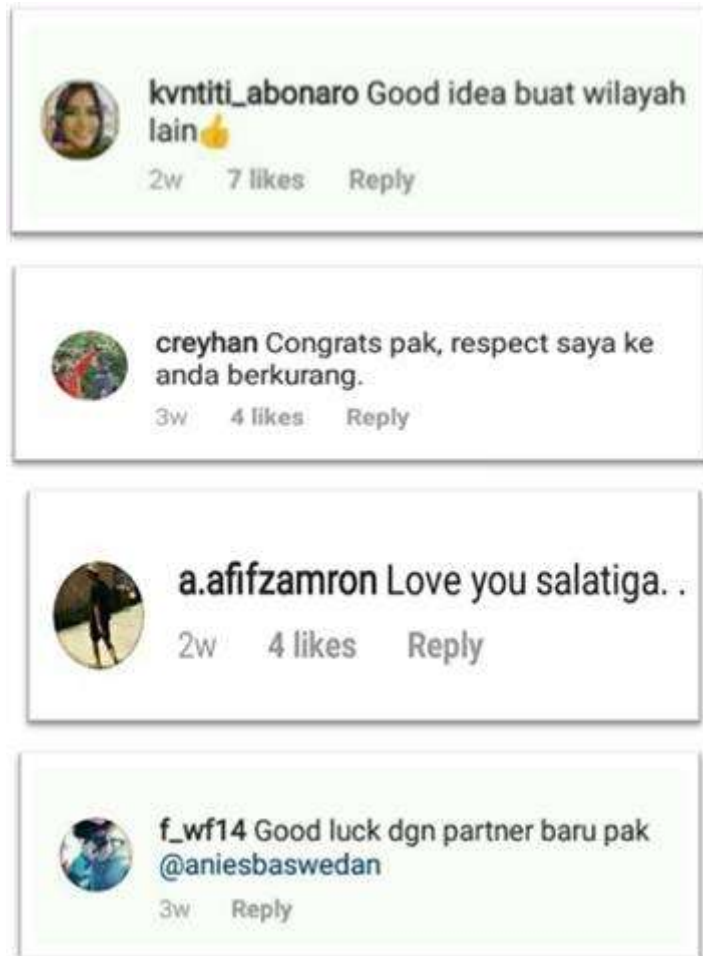 kvntiti_abonaro Good idea buat wilayah
lain👍
2w 7 likes Reply
creyhan Congrats pak, respect saya ke
anda berkurang.
3w 4 likes Reply
a.afifzamron Love you salatiga. .
2w 4 likes Reply
f_wf14 Good luck dgn partner baru pak
@aniesbaswedan
3w Reply